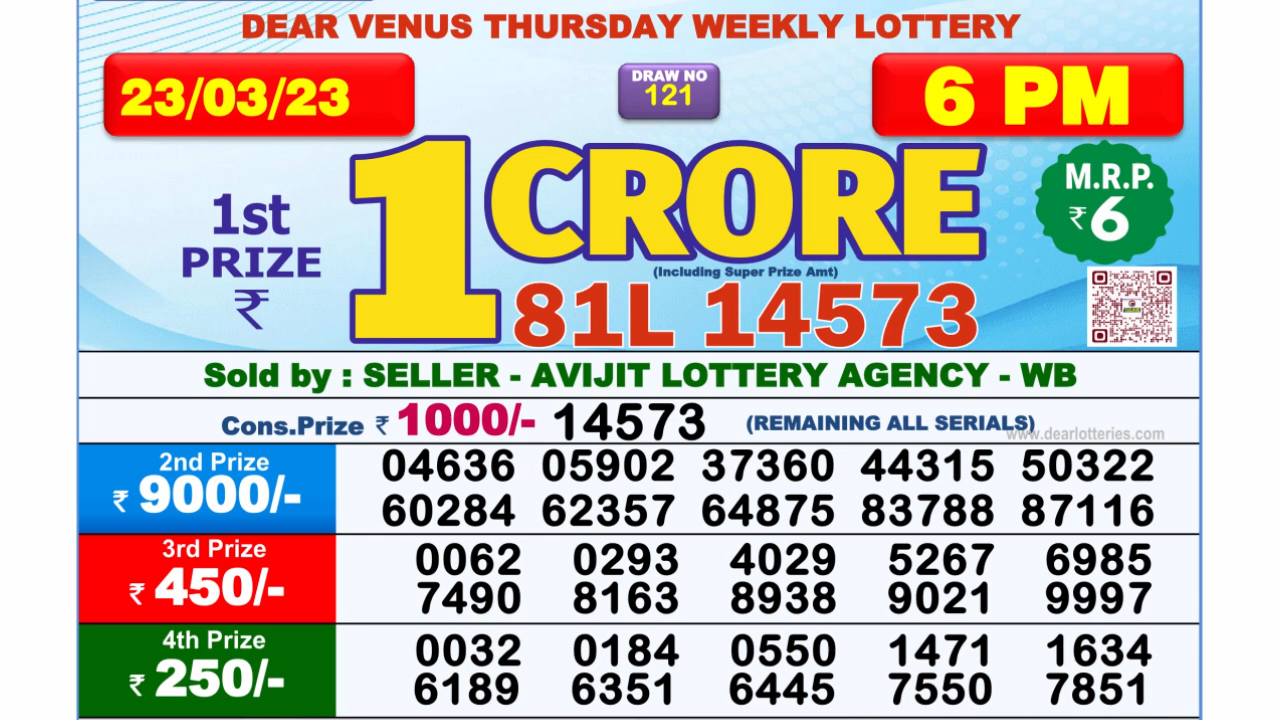 DEAR VENUS THURSDAY WEEKLY LOTTERY
23/03/23
DRAW NO
121
6 PM
1 CRORE
1st
PRIZE
₹
M.R.P.
₹6
(Including Super Prize Amt)
81L 14573
Sold by : SELLER - AVIJIT LOTTERY AGENCY - WB
Cons.Prize ₹ 1000/- 14573 (REMAINING ALL SERIALS)
www.dearlotteries.com
2nd Prize
₹ 9000/-
04636 05902 37360 44315 50322
60284 62357 64875 83788 87116
3rd Prize
₹ 450/-
0062 0293 4029 5267 6985
7490 8163 8938 9021 9997
4th Prize
₹ 250/-
0032 0184 0550 1471 1634
6189 6351 6445 7550 7851